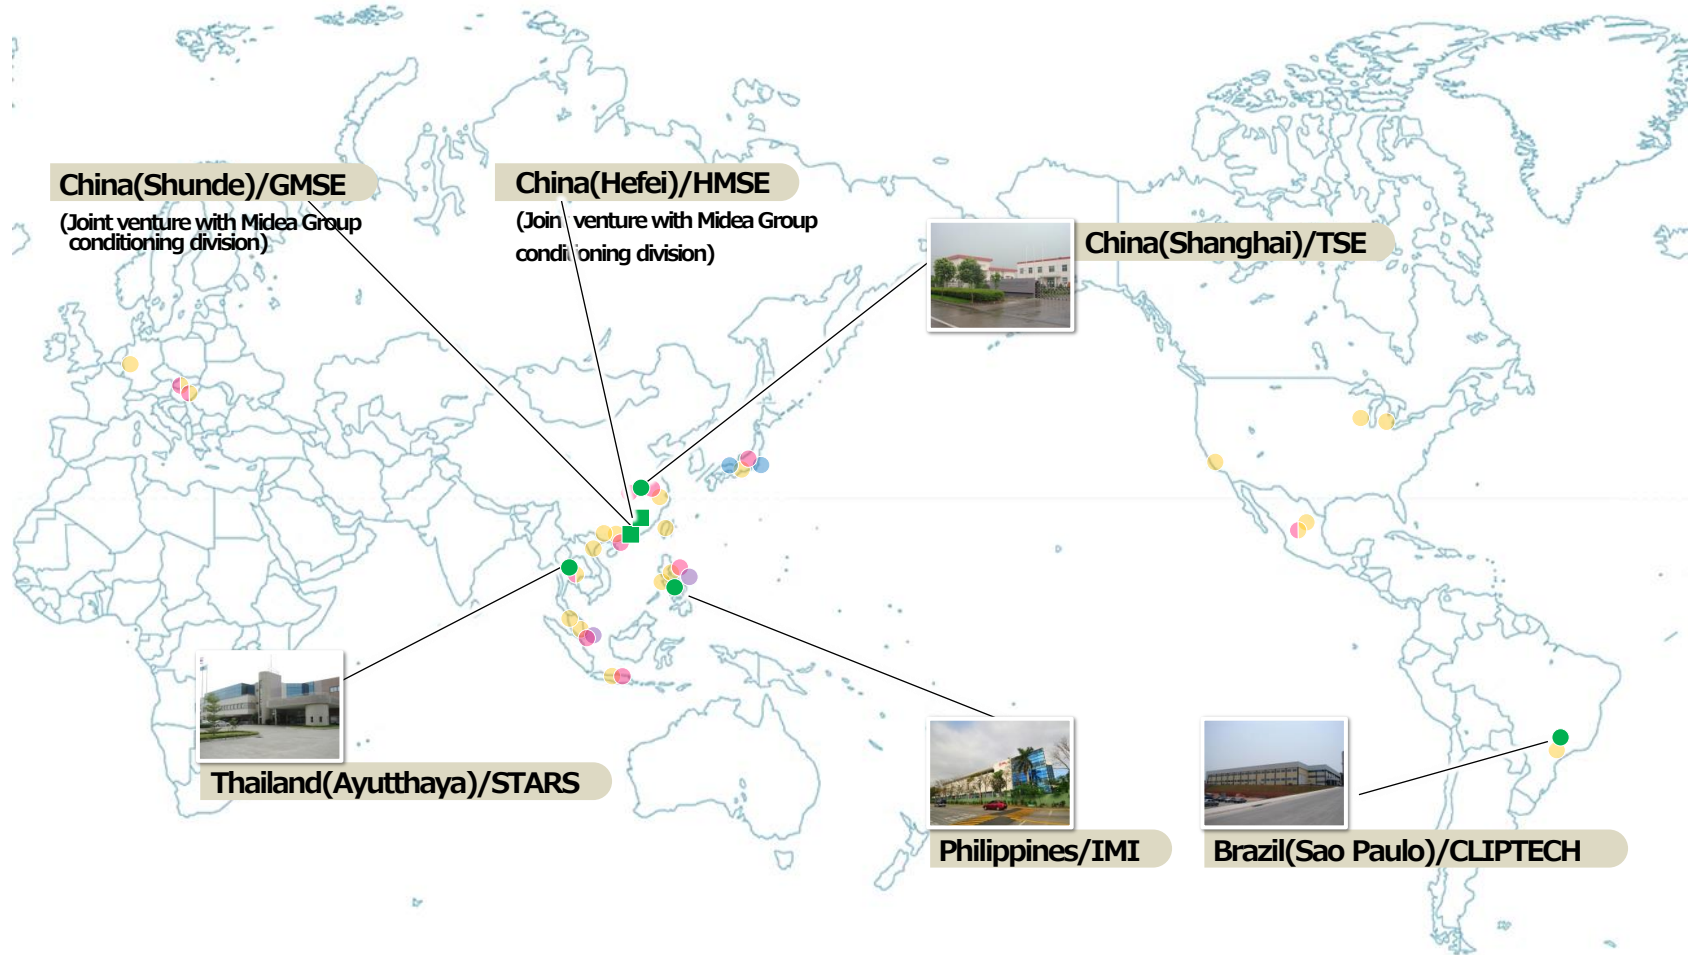 China(Shunde)/GMSE
(Joint venture with Midea Group
conditioning division)
China(Hefei)/HMSE
(Join venture with Midea Group
conditioning division)
China(Shanghai)/TSE
Thailand(Ayutthaya)/STARS
Philippines/IMI
Brazil(Sao Paulo)/CLIPTECH